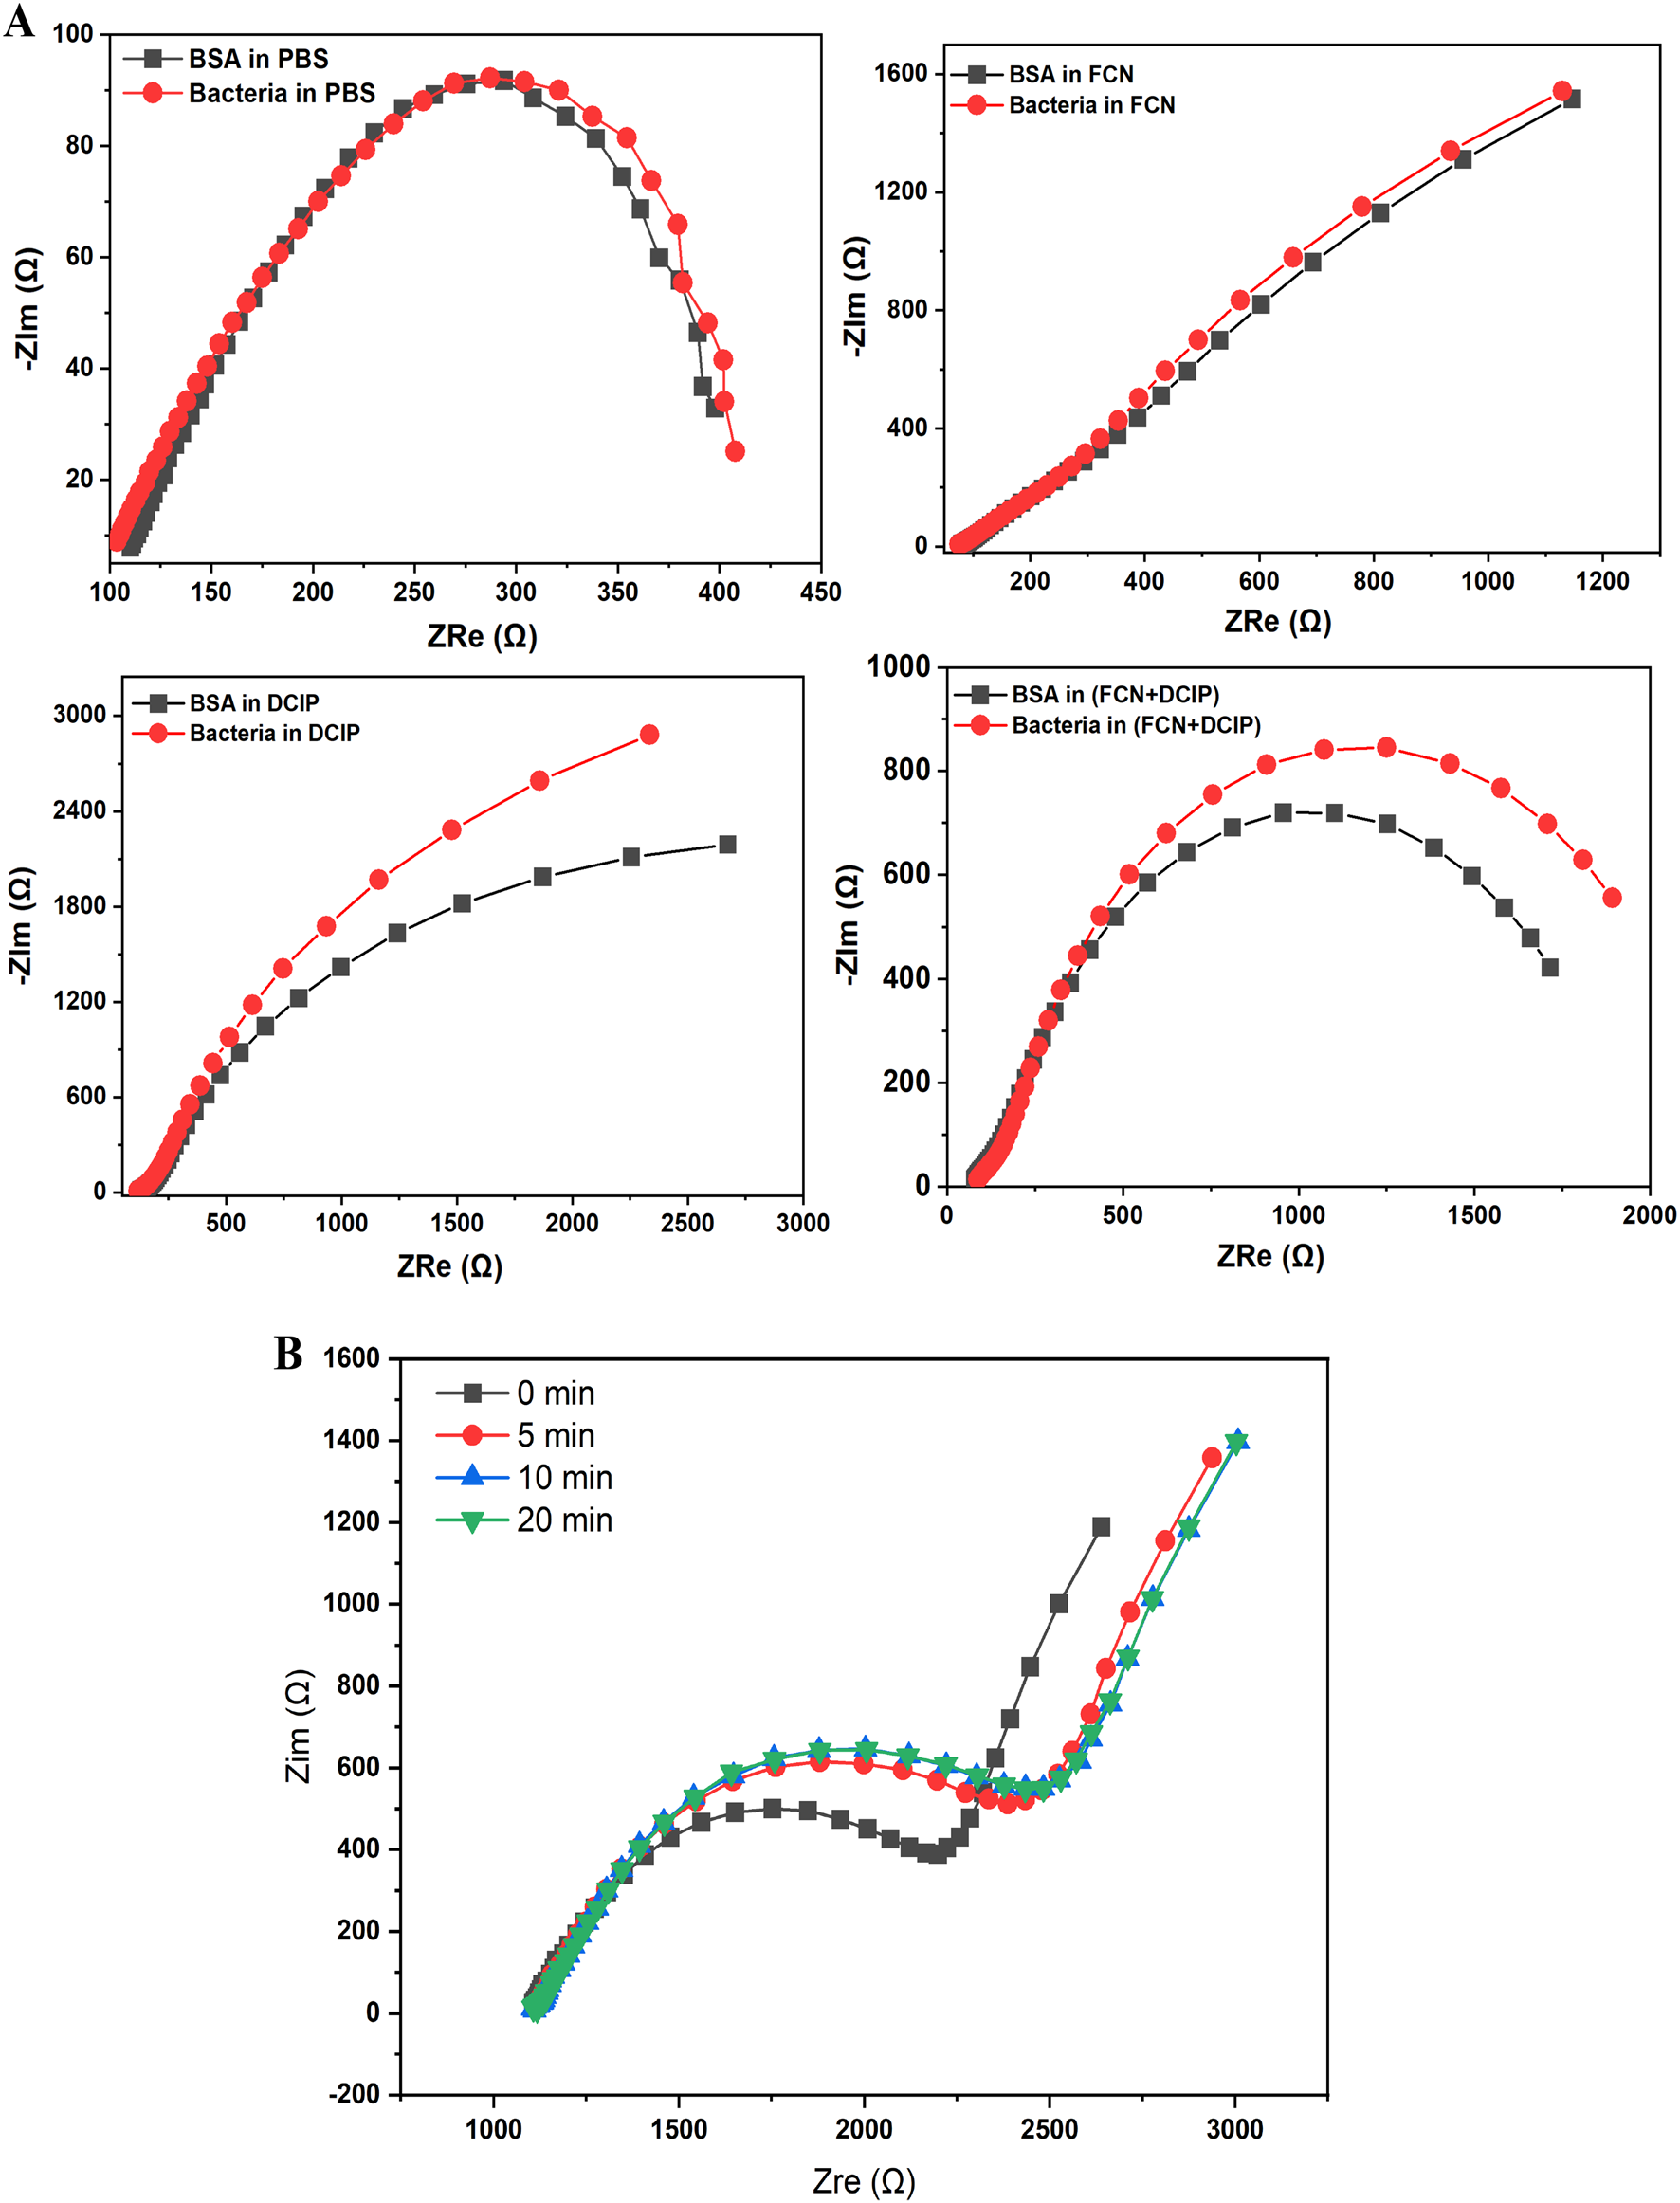 A
100
80
60
40
20
-ZIm (Ω)
BSA in PBS
Bacteria in PBS
100 150 200 250 300 350 400 450
ZRe (Ω)
1600
1200
800
400
0
-ZIm (Ω)
BSA in FCN
Bacteria in FCN
200 400 600 800 1000 1200
ZRe (Ω)
3000
2400
1800
1200
600
0
-ZIm (Ω)
BSA in DCIP
Bacteria in DCIP
500 1000 1500 2000 2500 3000
ZRe (Ω)
1000
800
600
400
200
0
-ZIm (Ω)
BSA in (FCN+DCIP)
Bacteria in (FCN+DCIP)
0 500 1000 1500 2000
ZRe (Ω)
B
1600
1400
1200
1000
800
600
400
200
0
-200
Zim (Ω)
0 min
5 min
10 min
20 min
1000 1500 2000 2500 3000
Zre (Ω)